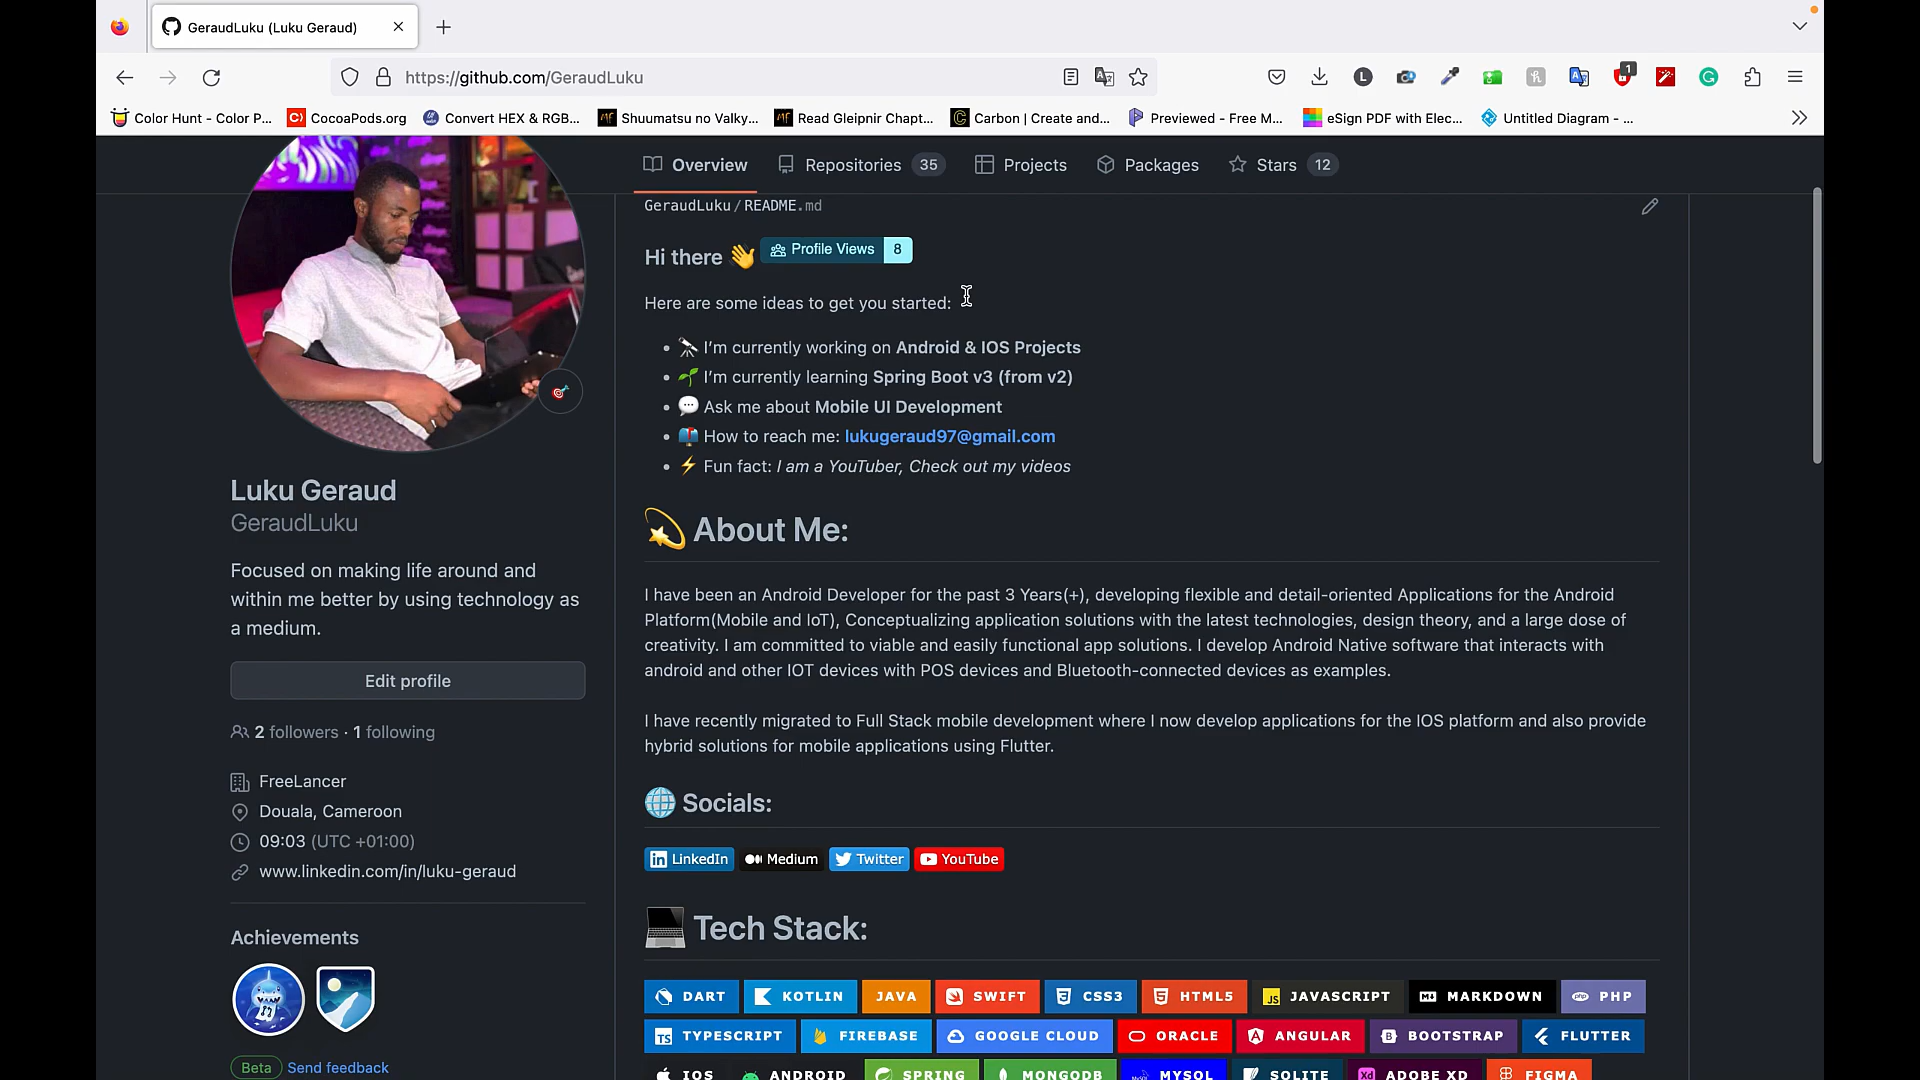 GeraudLuku (Luku Geraud)
https://github.com/GeraudLuku
L
1
Color Hunt - Color P...
CocoaPods.org
Convert HEX & RGB...
Shuumatsu no Valky...
Read Gleipnir Chapt...
Carbon | Create and...
Previewed - Free M...
eSign PDF with Elec...
Untitled Diagram - ...
Overview
Repositories 35
Projects
Packages
Stars 12
Luku Geraud
GeraudLuku
Focused on making life around and
within me better by using technology as
a medium.
Edit profile
2 followers · 1 following
FreeLancer
Douala, Cameroon
09:03 (UTC +01:00)
www.linkedin.com/in/luku-geraud
Achievements
Beta Send feedback
GeraudLuku / README.md
Hi there 👋 Profile Views 8
Here are some ideas to get you started:
• 🔭 I’m currently working on Android & IOS Projects
• 🌱 I’m currently learning Spring Boot v3 (from v2)
• 💬 Ask me about Mobile UI Development
• 📫 How to reach me: lukugeraud97@gmail.com
• ⚡ Fun fact: I am a YouTuber, Check out my videos
💫 About Me:
I have been an Android Developer for the past 3 Years(+), developing flexible and detail-oriented Applications for the Android
Platform(Mobile and IoT), Conceptualizing application solutions with the latest technologies, design theory, and a large dose of
creativity. I am committed to viable and easily functional app solutions. I develop Android Native software that interacts with
android and other IOT devices with POS devices and Bluetooth-connected devices as examples.
I have recently migrated to Full Stack mobile development where I now develop applications for the IOS platform and also provide
hybrid solutions for mobile applications using Flutter.
🌐 Socials:
LinkedIn Medium Twitter YouTube
💻 Tech Stack:
DART KOTLIN JAVA SWIFT CSS3 HTML5 JAVASCRIPT MARKDOWN PHP
TYPESCRIPT FIREBASE GOOGLE CLOUD ORACLE ANGULAR BOOTSTRAP FLUTTER
IOS ANDROID SPRING MONGODB MYSQL SQLITE ADOBE XD FIGMA